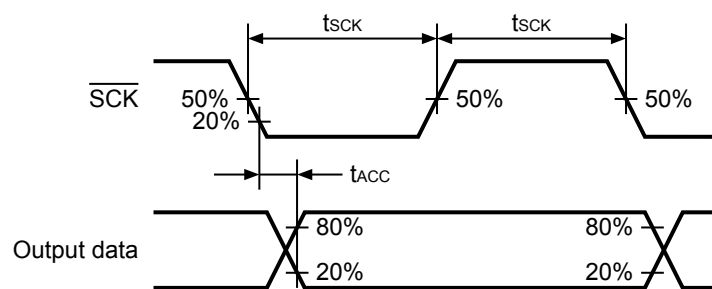 tSCK tSCK
SCK 50% 50% 50%
20%
tACC
80% 80%
Output data
20% 20%